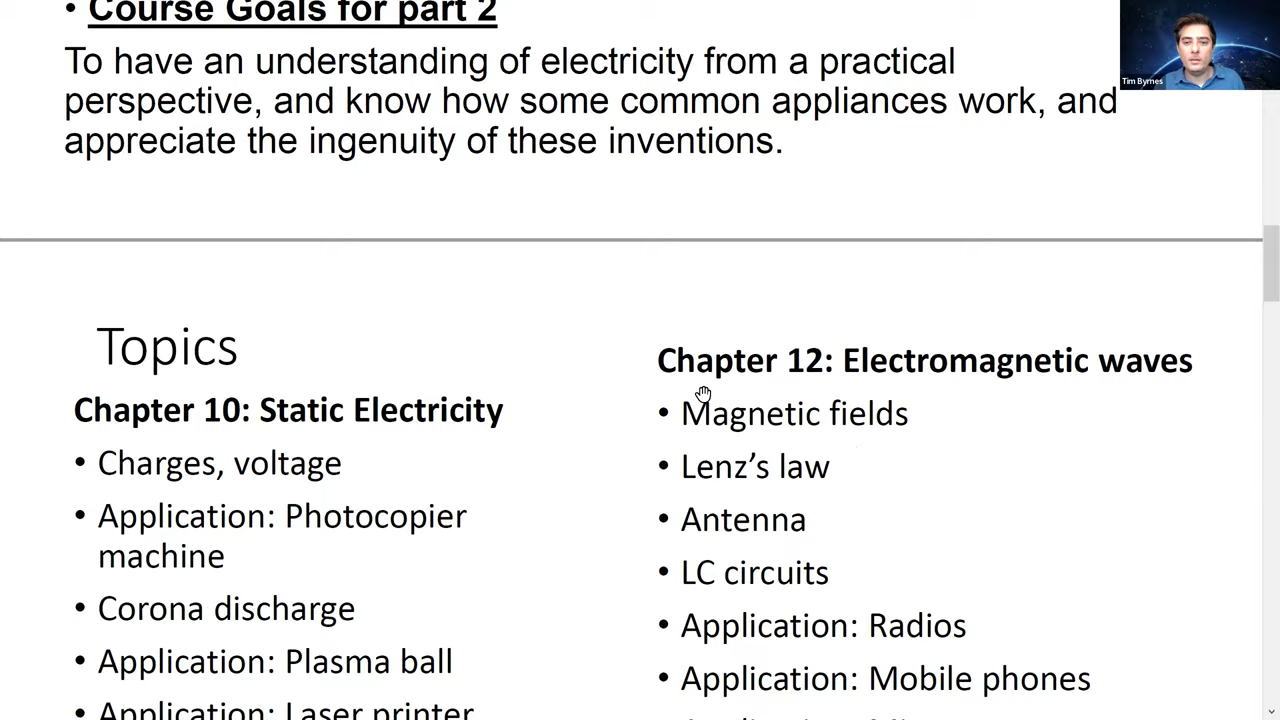 • Course Goals for part 2
To have an understanding of electricity from a practical
perspective, and know how some common appliances work, and
appreciate the ingenuity of these inventions.
Tim Byrnes
Topics
Chapter 10: Static Electricity
• Charges, voltage
• Application: Photocopier
machine
• Corona discharge
• Application: Plasma ball
• Application: Laser printer
Chapter 12: Electromagnetic waves
• Magnetic fields
• Lenz’s law
• Antenna
• LC circuits
• Application: Radios
• Application: Mobile phones